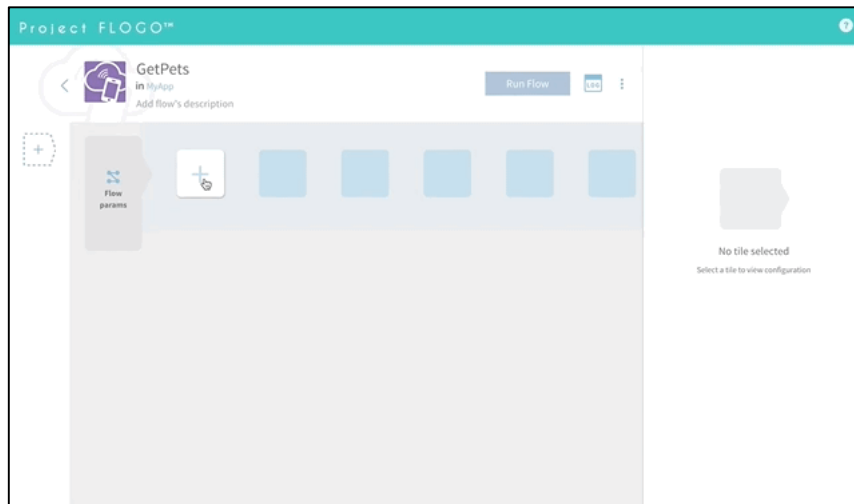 Project FLOGO™
?
GetPets
in MyApp
Add flow's description
Run Flow
LOG
Flow
params
No tile selected
Select a tile to view configuration